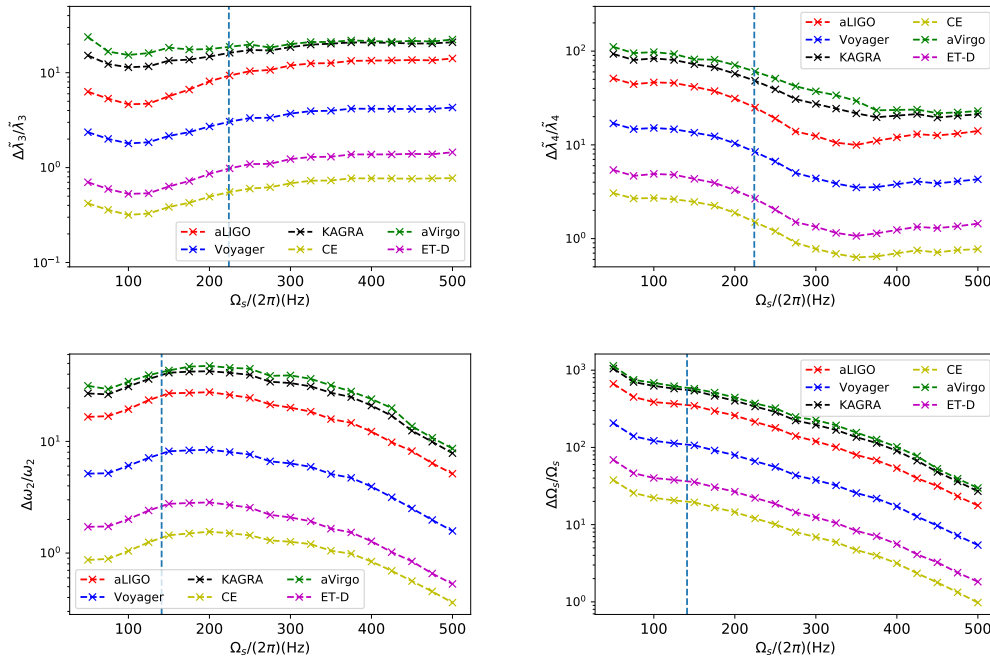 Δλ̃₃/λ̃₃
10¹
10⁰
10⁻¹
aLIGO KAGRA aVirgo
Voyager CE ET-D
100 200 300 400 500
Ωₛ/(2π)(Hz)
Δλ̃₄/λ̃₄
10²
10¹
10⁰
aLIGO CE
Voyager aVirgo
KAGRA ET-D
100 200 300 400 500
Ωₛ/(2π)(Hz)
Δω₂/ω₂
10¹
10⁰
aLIGO KAGRA aVirgo
Voyager CE ET-D
100 200 300 400 500
Ωₛ/(2π)(Hz)
ΔΩₛ/Ωₛ
10³
10²
10¹
10⁰
aLIGO CE
Voyager aVirgo
KAGRA ET-D
100 200 300 400 500
Ωₛ/(2π)(Hz)